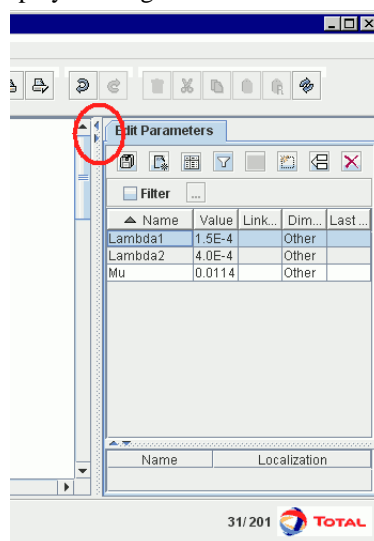 Edit Parameters
Filter ...
Name Value Link... Dim... Last ...
Lambda1 1.5E-4 Other
Lambda2 4.0E-4 Other
Mu 0.0114 Other
Name Localization
31/ 201 TOTAL